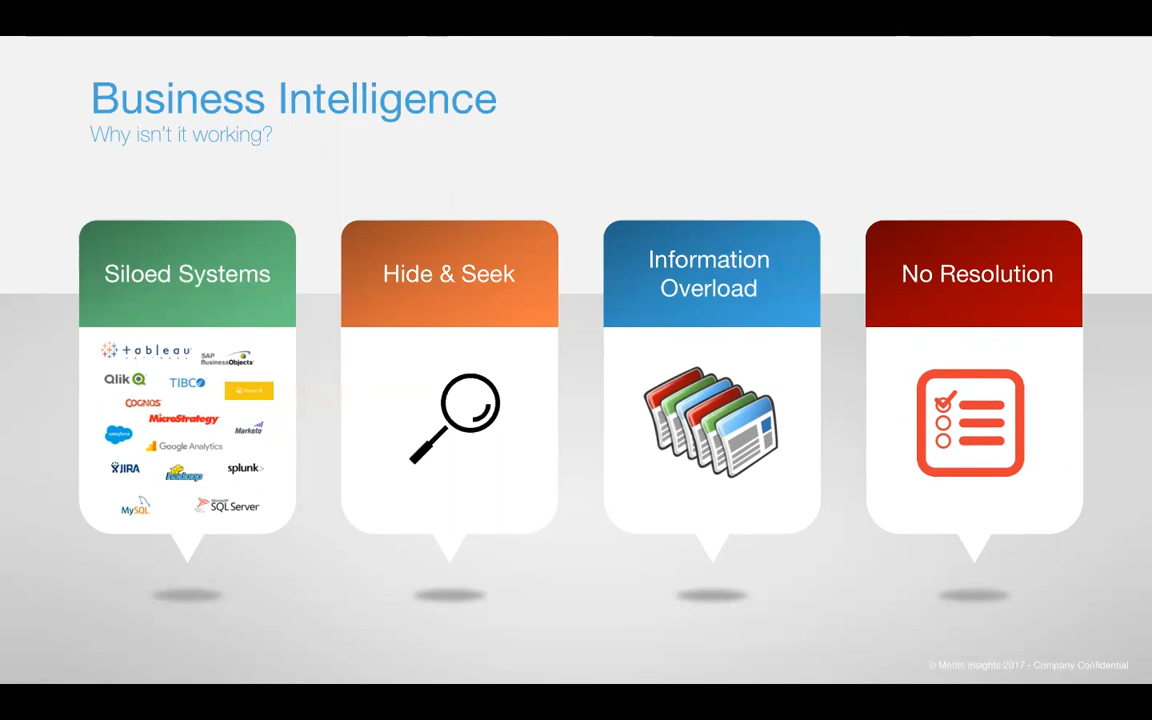 Business Intelligence
Why isn't it working?
Siloed Systems
Hide & Seek
Information
Overload
No Resolution
tableau
SAP
BusinessObjects
Qlik
TIBCO
COGNOS
MicroStrategy
salesforce
Marketo
Google Analytics
JIRA
hadoop
splunk>
MySQL
SQL Server
© Metric Insights 2017 - Company Confidential